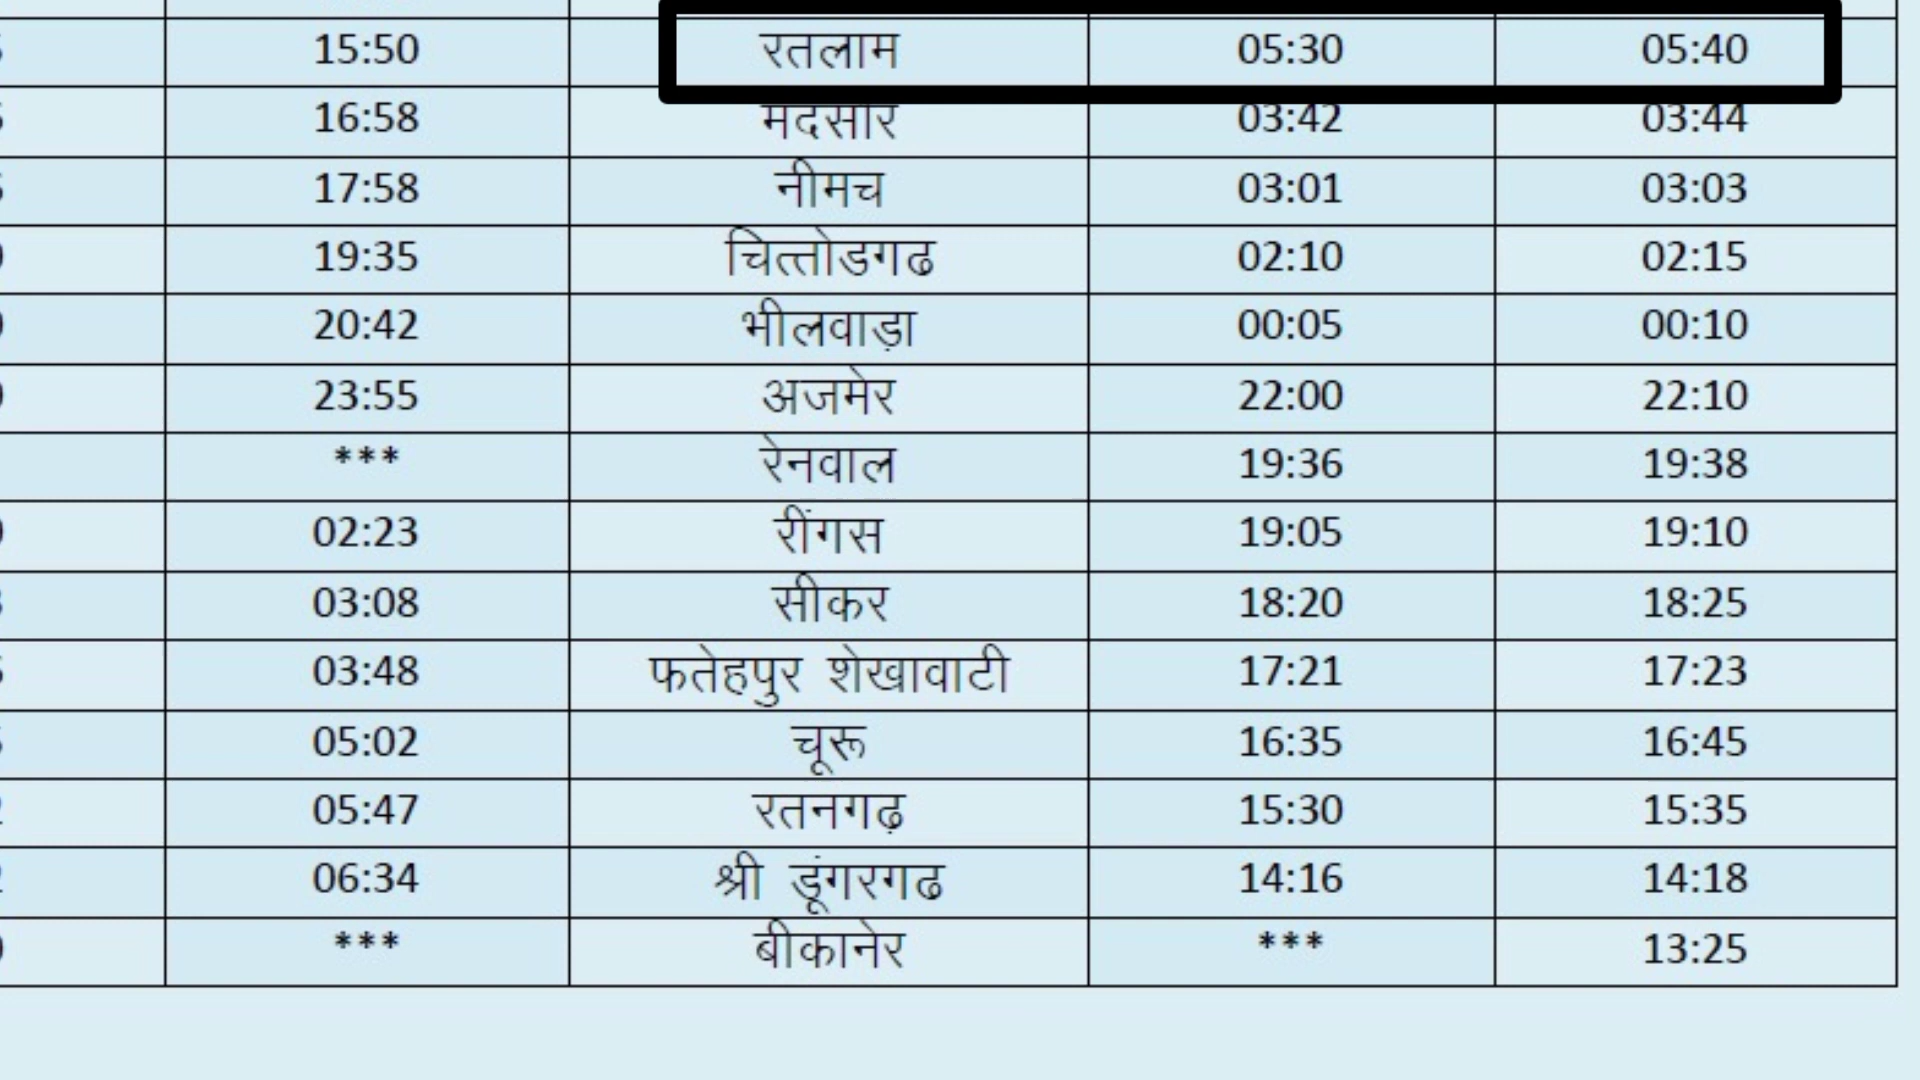 15:50 रतलाम 05:30 05:40
16:58 मंदसौर 03:42 03:44
17:58 नीमच 03:01 03:03
19:35 चित्तोडगढ 02:10 02:15
20:42 भीलवाड़ा 00:05 00:10
23:55 अजमेर 22:00 22:10
*** रेनवाल 19:36 19:38
02:23 रींगस 19:05 19:10
03:08 सीकर 18:20 18:25
03:48 फतेहपुर शेखावाटी 17:21 17:23
05:02 चूरू 16:35 16:45
05:47 रतनगढ़ 15:30 15:35
06:34 श्री डूंगरगढ 14:16 14:18
*** बीकानेर *** 13:25